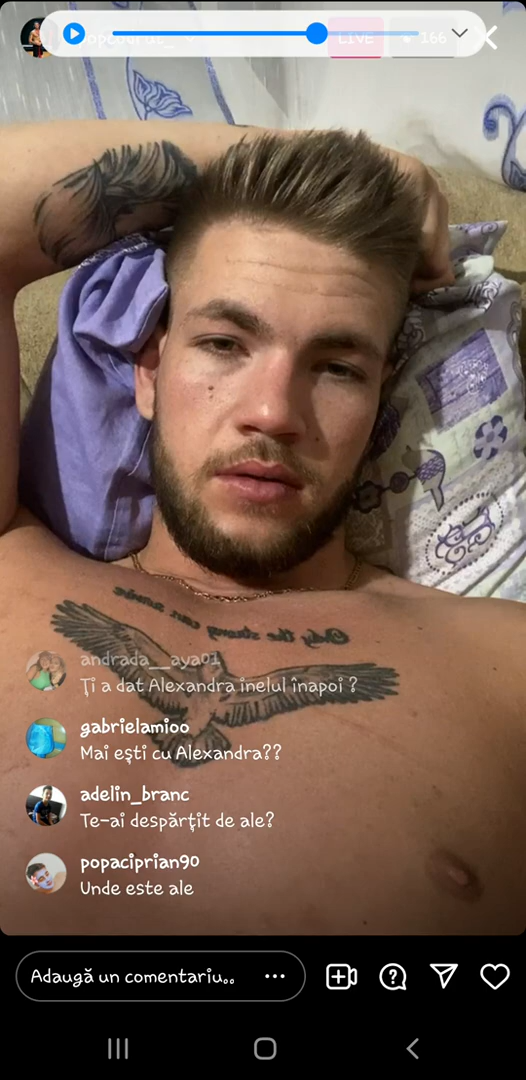 LIVE
166
Only the strong can survive
andrada__aya01
Ți a dat Alexandra inelul înapoi ?
gabrielamioo
Mai ești cu Alexandra??
adelin_branc
Te-ai despărțit de ale?
popaciprian90
Unde este ale
Adaugă un comentariu..